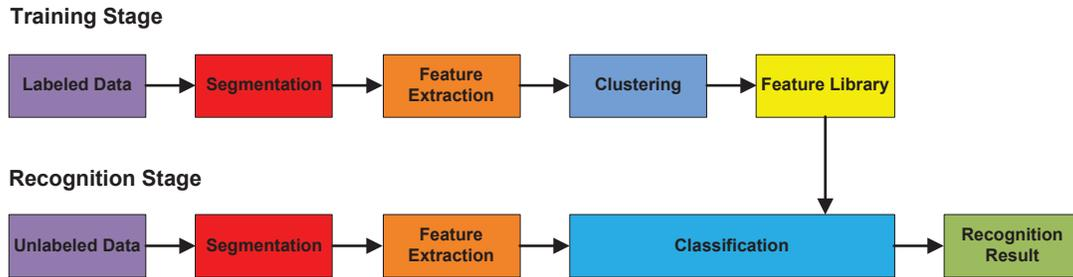 Training Stage
Labeled Data
Segmentation
Feature
Extraction
Clustering
Feature Library
Recognition Stage
Unlabeled Data
Segmentation
Feature
Extraction
Classification
Recognition
Result